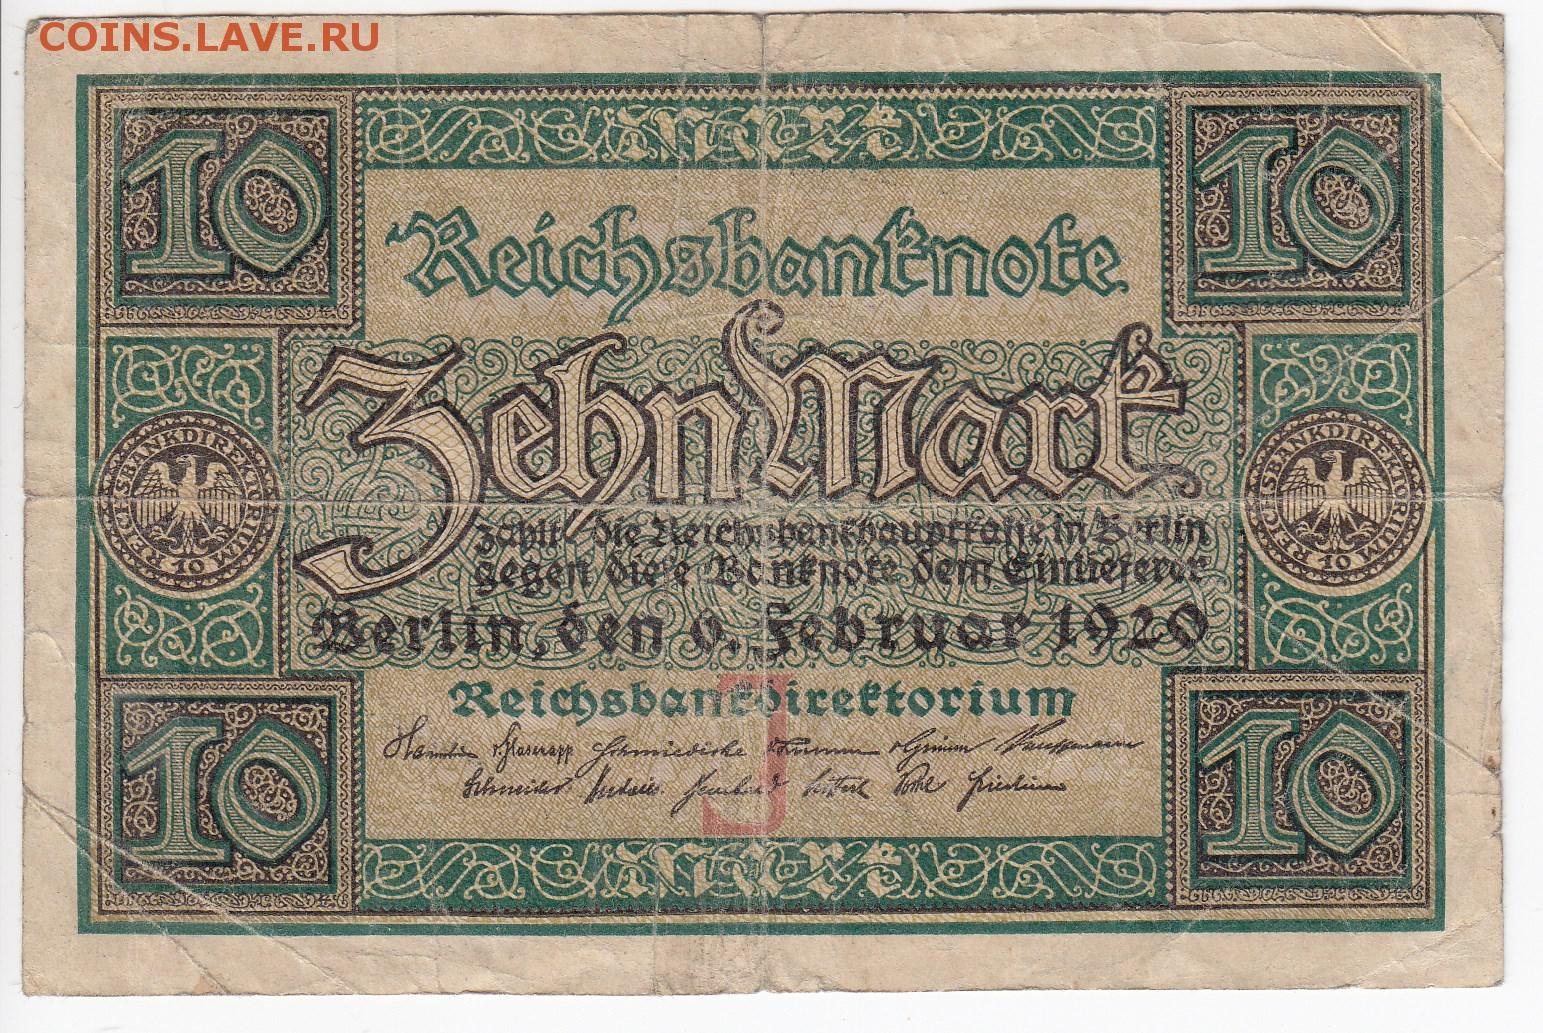 COINS.LAVE.RU
10 10
Reichsbanknote
Zehn Mark
zahlt die Reichsbankhauptkasse in Berlin
gegen diese Banknote dem Einlieferer
REICHSBANKDIREKTORIUM 10
REICHSBANKDIREKTORIUM 10
Berlin, den 6. Februar 1920
Reichsbankdirektorium
J
Schneider
10 10